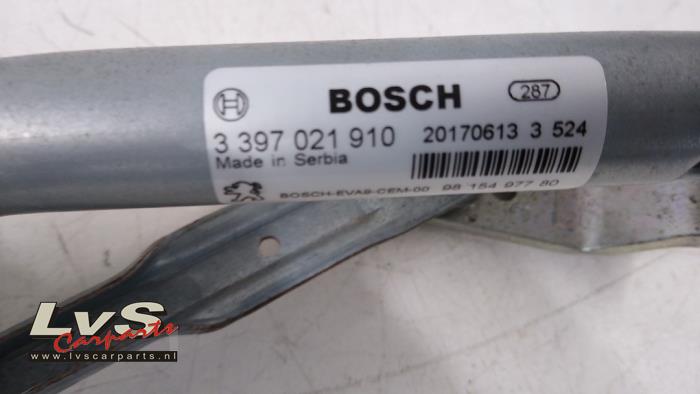 BOSCH
287
3 397 021 910
20170613 3 524
Made in Serbia
BOSCH-EVA9-CEM-00 98 154 977 80
LvS
Carparts
www.lvscarparts.nl